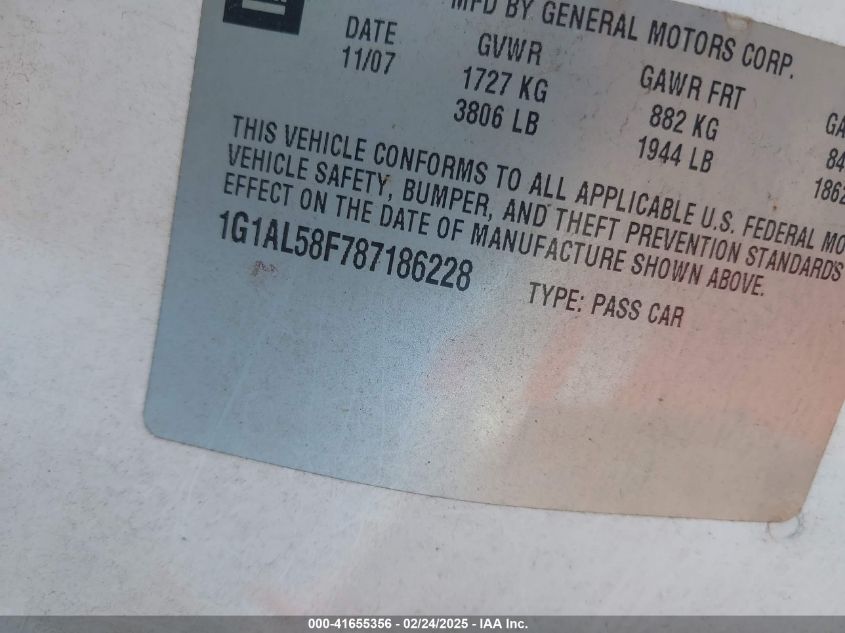 MFD BY GENERAL MOTORS CORP.
DATE GVWR GAWR FRT
11/07 1727 KG 882 KG
3806 LB 1944 LB
THIS VEHICLE CONFORMS TO ALL APPLICABLE U.S. FEDERAL
VEHICLE SAFETY, BUMPER, AND THEFT PREVENTION STANDARDS
EFFECT ON THE DATE OF MANUFACTURE SHOWN ABOVE.
1G1AL58F787186228 TYPE: PASS CAR
000-41655356 - 02/24/2025 - IAA Inc.